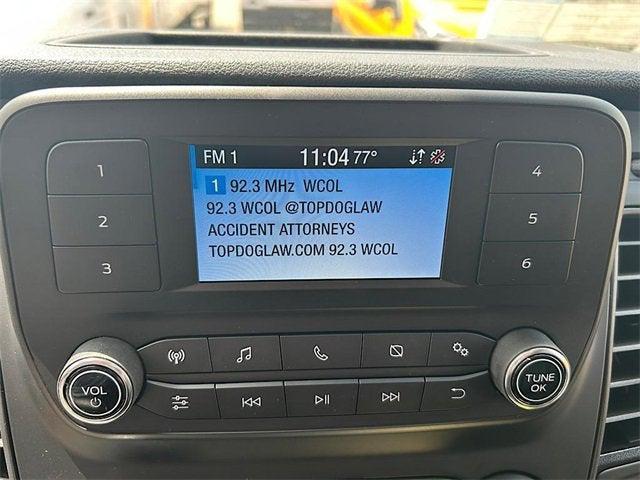 FM 1 11:04 77°
1 92.3 MHz WCOL
92.3 WCOL @TOPDOGLAW
ACCIDENT ATTORNEYS
TOPDOGLAW.COM 92.3 WCOL
1
2
3
4
5
6
VOL
TUNE
OK